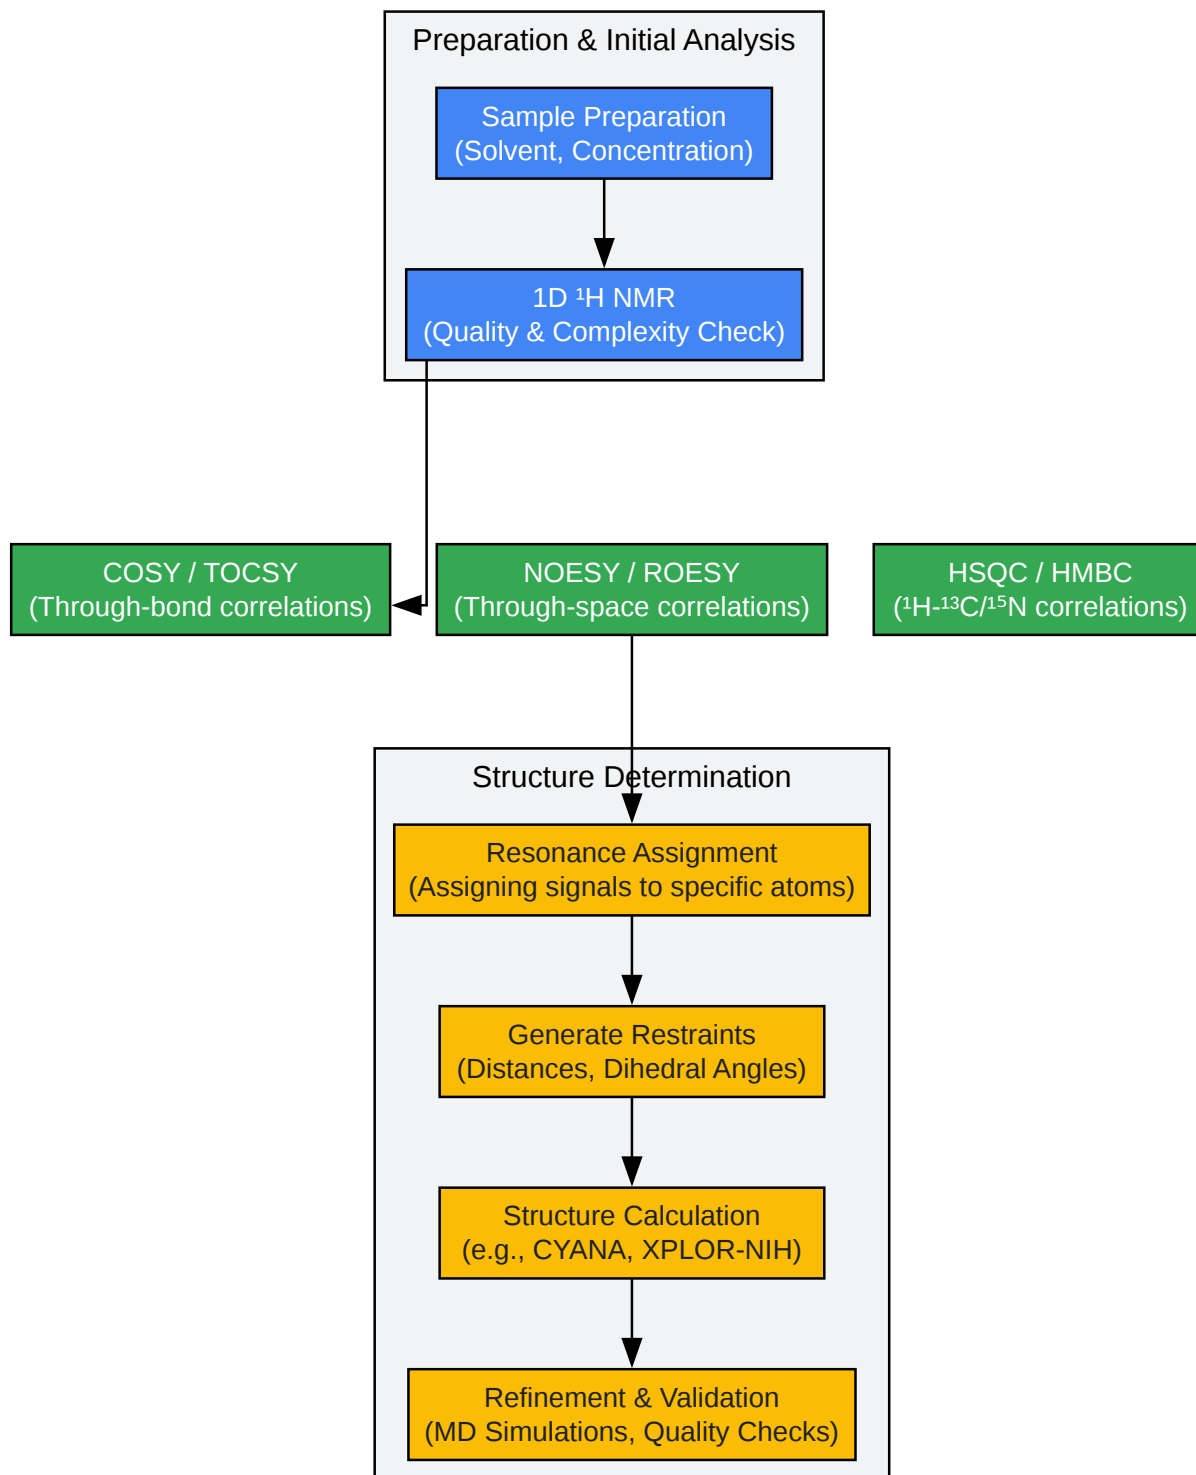 Preparation & Initial Analysis
Sample Preparation
(Solvent, Concentration)
1D ¹H NMR
(Quality & Complexity Check)
COSY / TOCSY
(Through-bond correlations)
NOESY / ROESY
(Through-space correlations)
HSQC / HMBC
(¹H-¹³C/¹⁵N correlations)
Structure Determination
Resonance Assignment
(Assigning signals to specific atoms)
Generate Restraints
(Distances, Dihedral Angles)
Structure Calculation
(e.g., CYANA, XPLOR-NIH)
Refinement & Validation
(MD Simulations, Quality Checks)